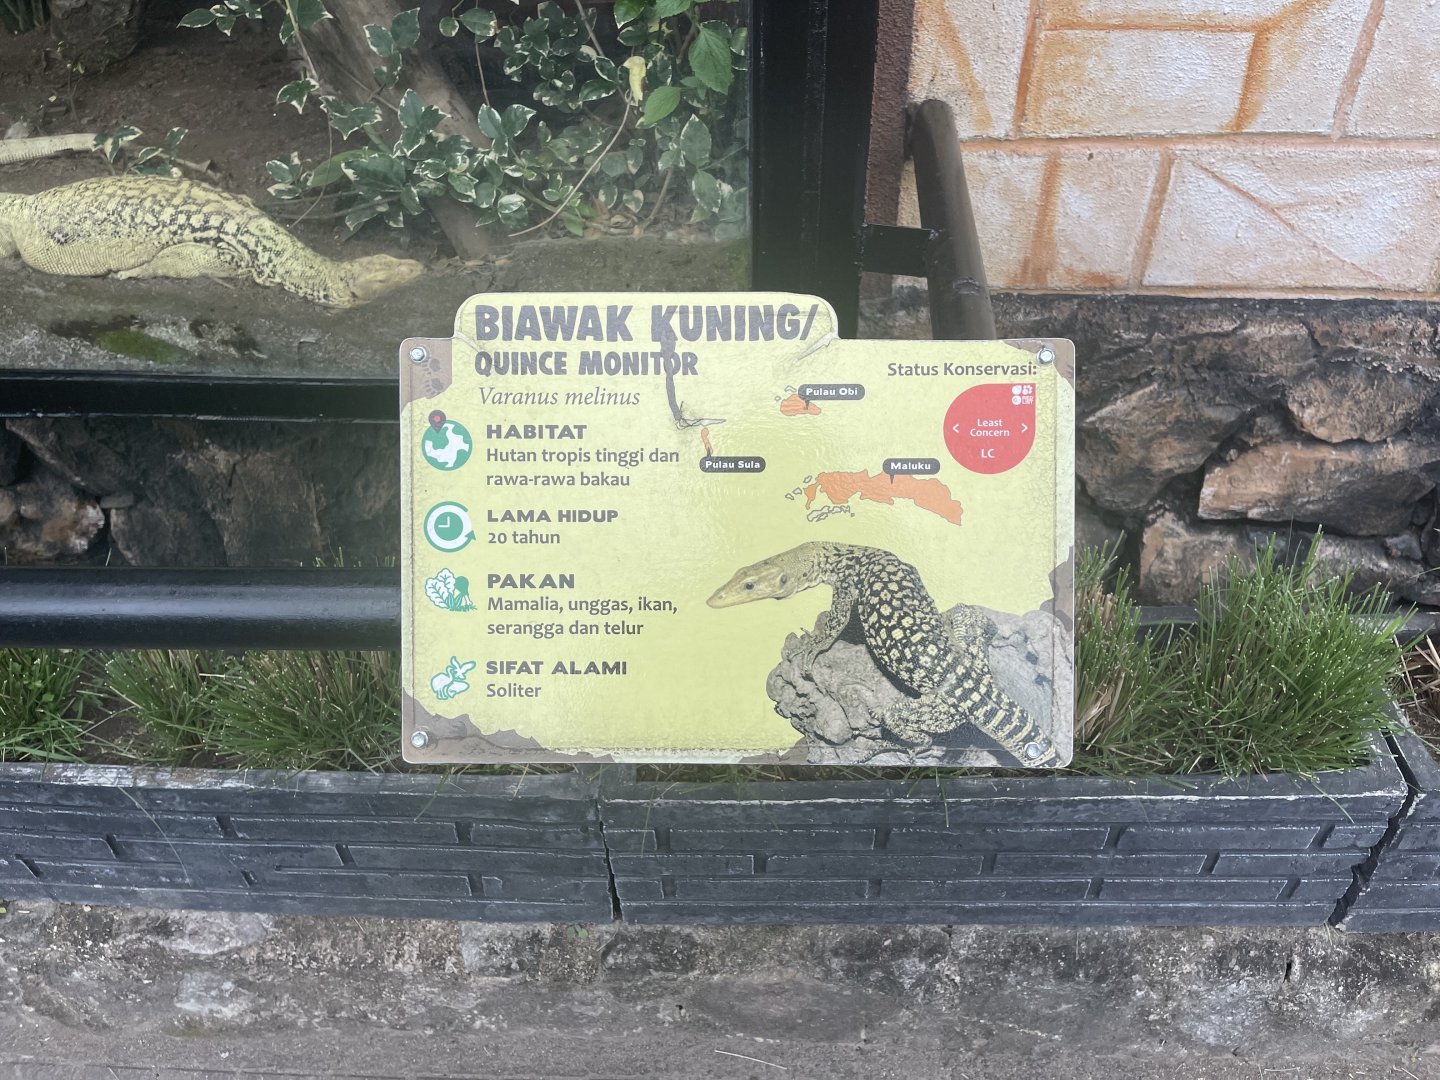 BIAWAK KUNING/
QUINCE MONITOR
Varanus melinus
HABITAT
Hutan tropis tinggi dan
rawa-rawa bakau
LAMA HIDUP
20 tahun
PAKAN
Mamalia, unggas, ikan,
serangga dan telur
SIFAT ALAMI
Soliter
Pulau Obi
Pulau Sula
Maluku
Status Konservasi:
< Least Concern >
LC